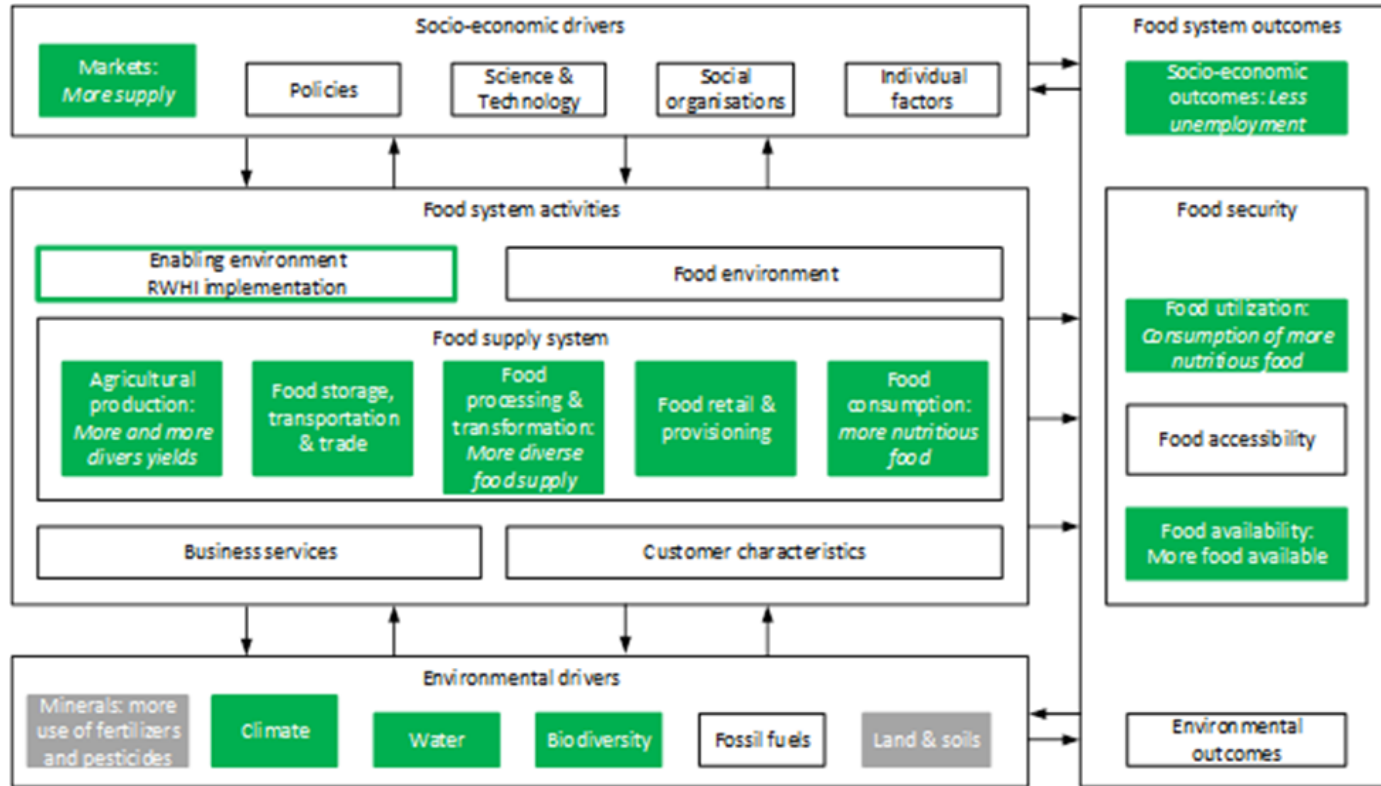 Socio-economic drivers
Markets:
More supply
Policies
Science &
Technology
Social
organisations
Individual
factors
Food system outcomes
Socio-economic
outcomes: Less
unemployment
Food system activities
Enabling environment
RWHI implementation
Food environment
Food supply system
Agricultural
production:
More and more
divers yields
Food storage,
transportation
& trade
Food
processing &
transformation:
More diverse
food supply
Food retail &
provisioning
Food
consumption:
more nutritious
food
Business services
Customer characteristics
Food security
Food utilization:
Consumption of more
nutritious food
Food accessibility
Food availability:
More food available
Environmental drivers
Minerals: more
use of fertilizers
and pesticides
Climate
Water
Biodiversity
Fossil fuels
Land & soils
Environmental
outcomes